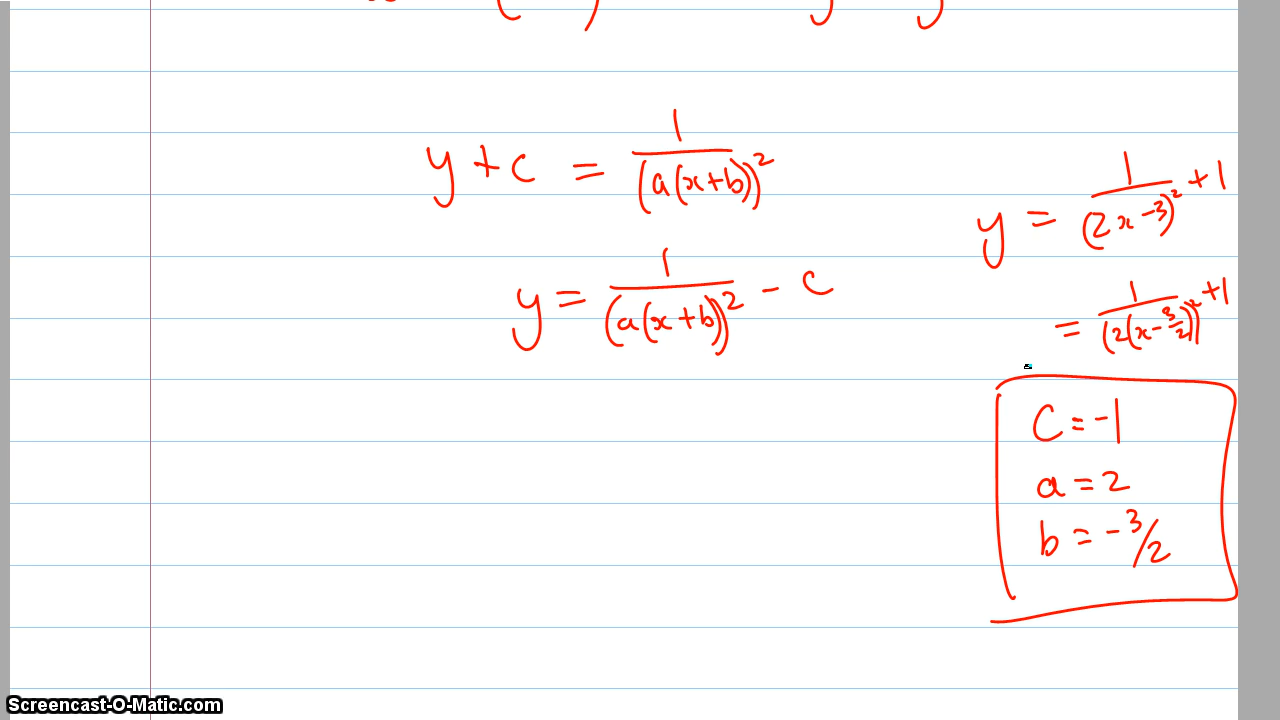 y + c = 1/(a(x+b))²
y = 1/(a(x+b))² - c
y = 1/(2x-3)² + 1
= 1/(2(x-3/2))² + 1
C = -1
a = 2
b = -3/2
Screencast-O-Matic.com